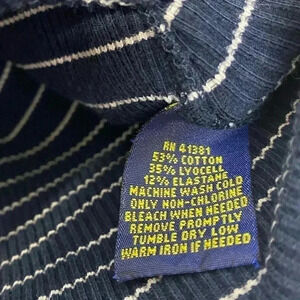 RN 41381
53% COTTON
35% LYOCELL
12% ELASTANE
MACHINE WASH COLD
ONLY NON-CHLORINE
BLEACH WHEN NEEDED
REMOVE PROMPTLY
TUMBLE DRY LOW
WARM IRON IF NEEDED